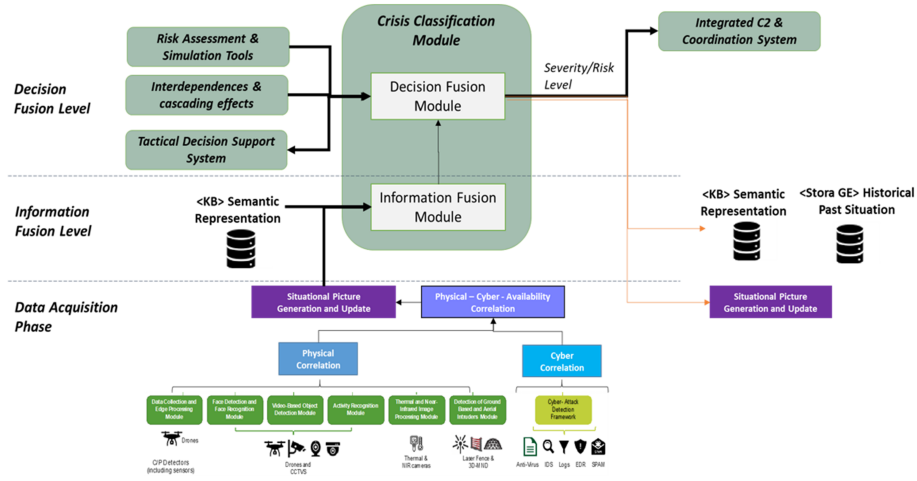 Crisis Classification
Module
Risk Assessment &
Simulation Tools
Integrated C2 &
Coordination System
Decision
Fusion Level
Interdependences &
cascading effects
Decision Fusion
Module
Severity/Risk
Level
Tactical Decision Support
System
Information
Fusion Level
<KB> Semantic
Representation
Information Fusion
Module
<KB> Semantic
Representation
<Stora GE> Historical
Past Situation
Data Acquisition
Phase
Situational Picture
Generation and Update
Physical – Cyber - Availability
Correlation
Situational Picture
Generation and Update
Physical
Correlation
Cyber
Correlation
Data Collection and
Edge Processing
Module
Face Detection and
Face Recognition
Module
Video-Based Object
Detection Module
Activity Recognition
Module
Thermal and Near-
Infrared Image
Processing Module
Detection of Ground
Based and Aerial
Intruders Module
Cyber- Attack
Detection
Framework
Drones
C/P Detectors
(including sensors)
Drones and
CCTVS
Thermal &
NIR cameras
Laser Fence &
3D-MND
Anti-Virus
IDS
Logs
EDR
SPAM